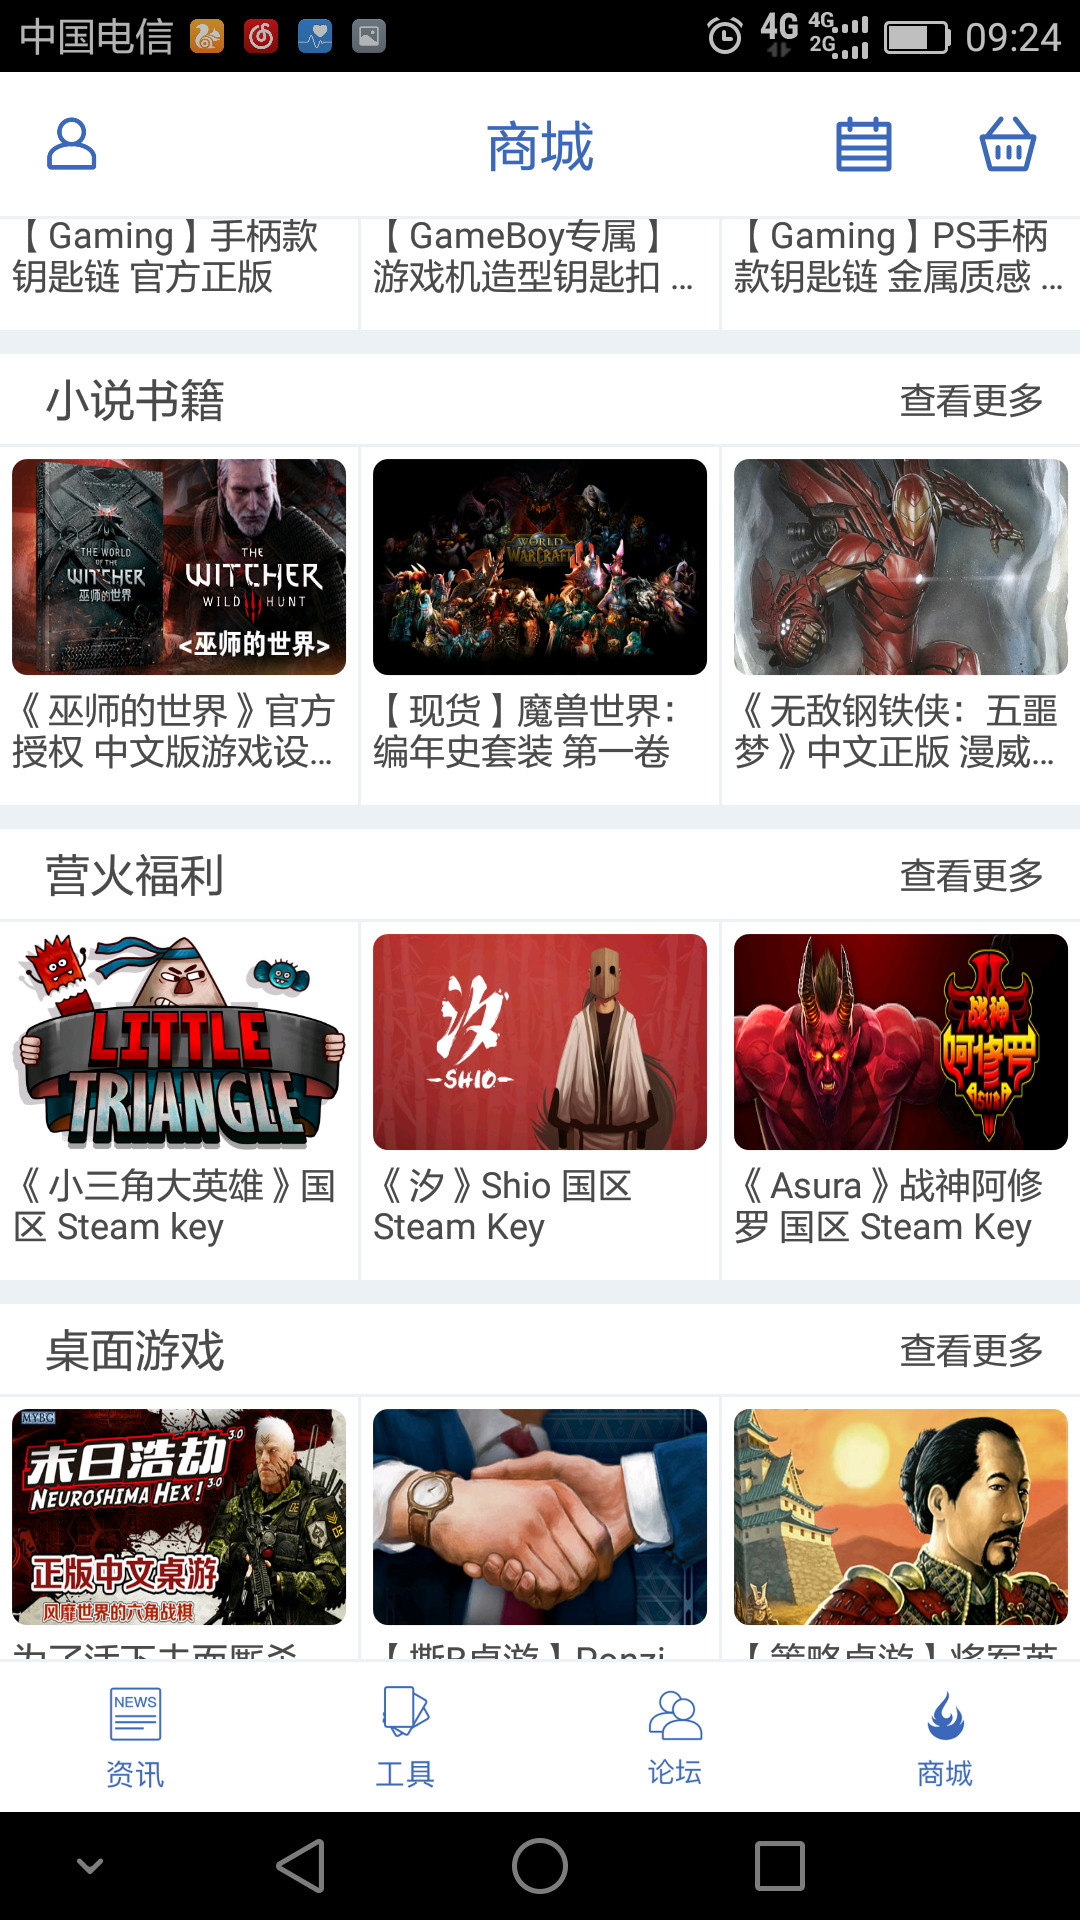 中国电信
4G 4G 2G 09:24
商城
【Gaming】手柄款
钥匙链 官方正版
【GameBoy专属】
游戏机造型钥匙扣 ...
【Gaming】PS手柄
款钥匙链 金属质感 ...
小说书籍
查看更多
THE WORLD
OF THE
WITCHER
巫师的世界
THE
WITCHER
WILD HUNT
<巫师的世界>
WORLD
WARCRAFT
《巫师的世界》官方
授权 中文版游戏设...
【现货】魔兽世界：
编年史套装 第一卷
《无敌钢铁侠：五噩
梦》中文正版 漫威...
营火福利
查看更多
LITTLE
TRIANGLE
汐
-SHIO-
战神
阿修罗
ASURA
《小三角大英雄》国
区 Steam key
《汐》Shio 国区
Steam Key
《Asura》战神阿修
罗 国区 Steam Key
桌面游戏
查看更多
MYBG
末日浩劫3.0
NEUROSHIMA HEX! 3.0
正版中文桌游
风靡世界的六角战棋
为了活下去而厮杀
【撕B桌游】Ponzi
【策略桌游】将军英
NEWS
资讯
工具
论坛
商城